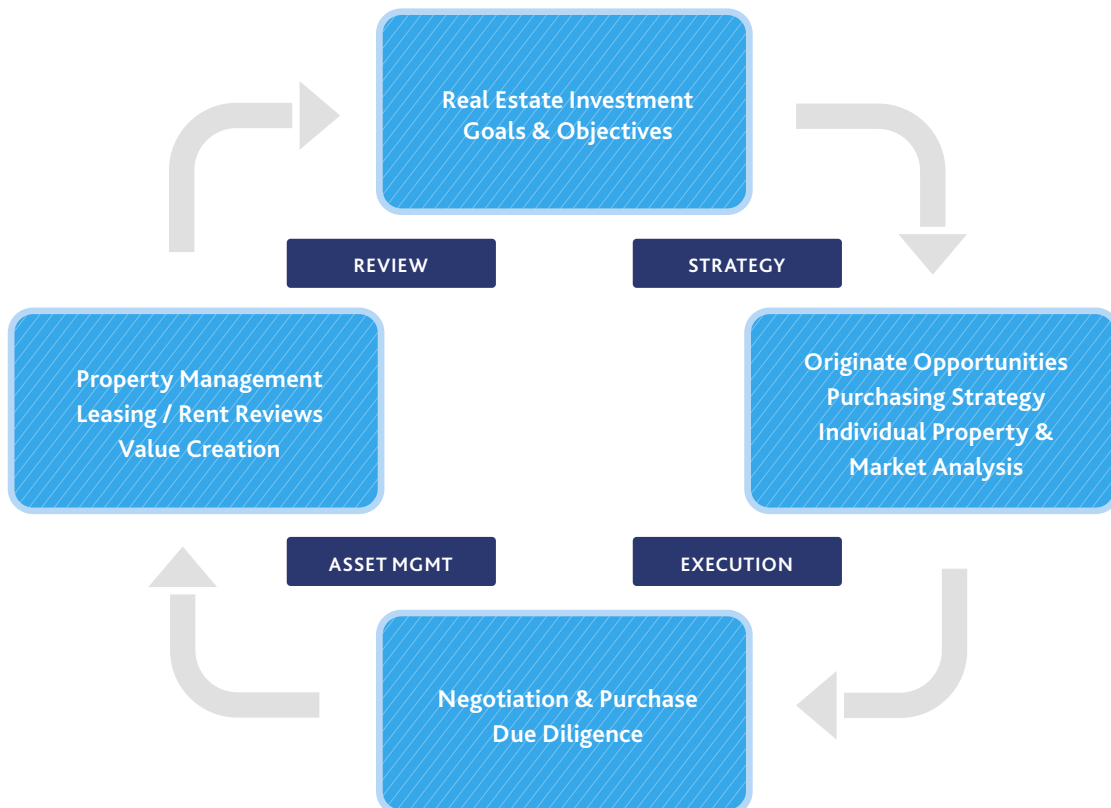 Real Estate Investment
Goals & Objectives
REVIEW
STRATEGY
Property Management
Leasing / Rent Reviews
Value Creation
Originate Opportunities
Purchasing Strategy
Individual Property &
Market Analysis
ASSET MGMT
EXECUTION
Negotiation & Purchase
Due Diligence